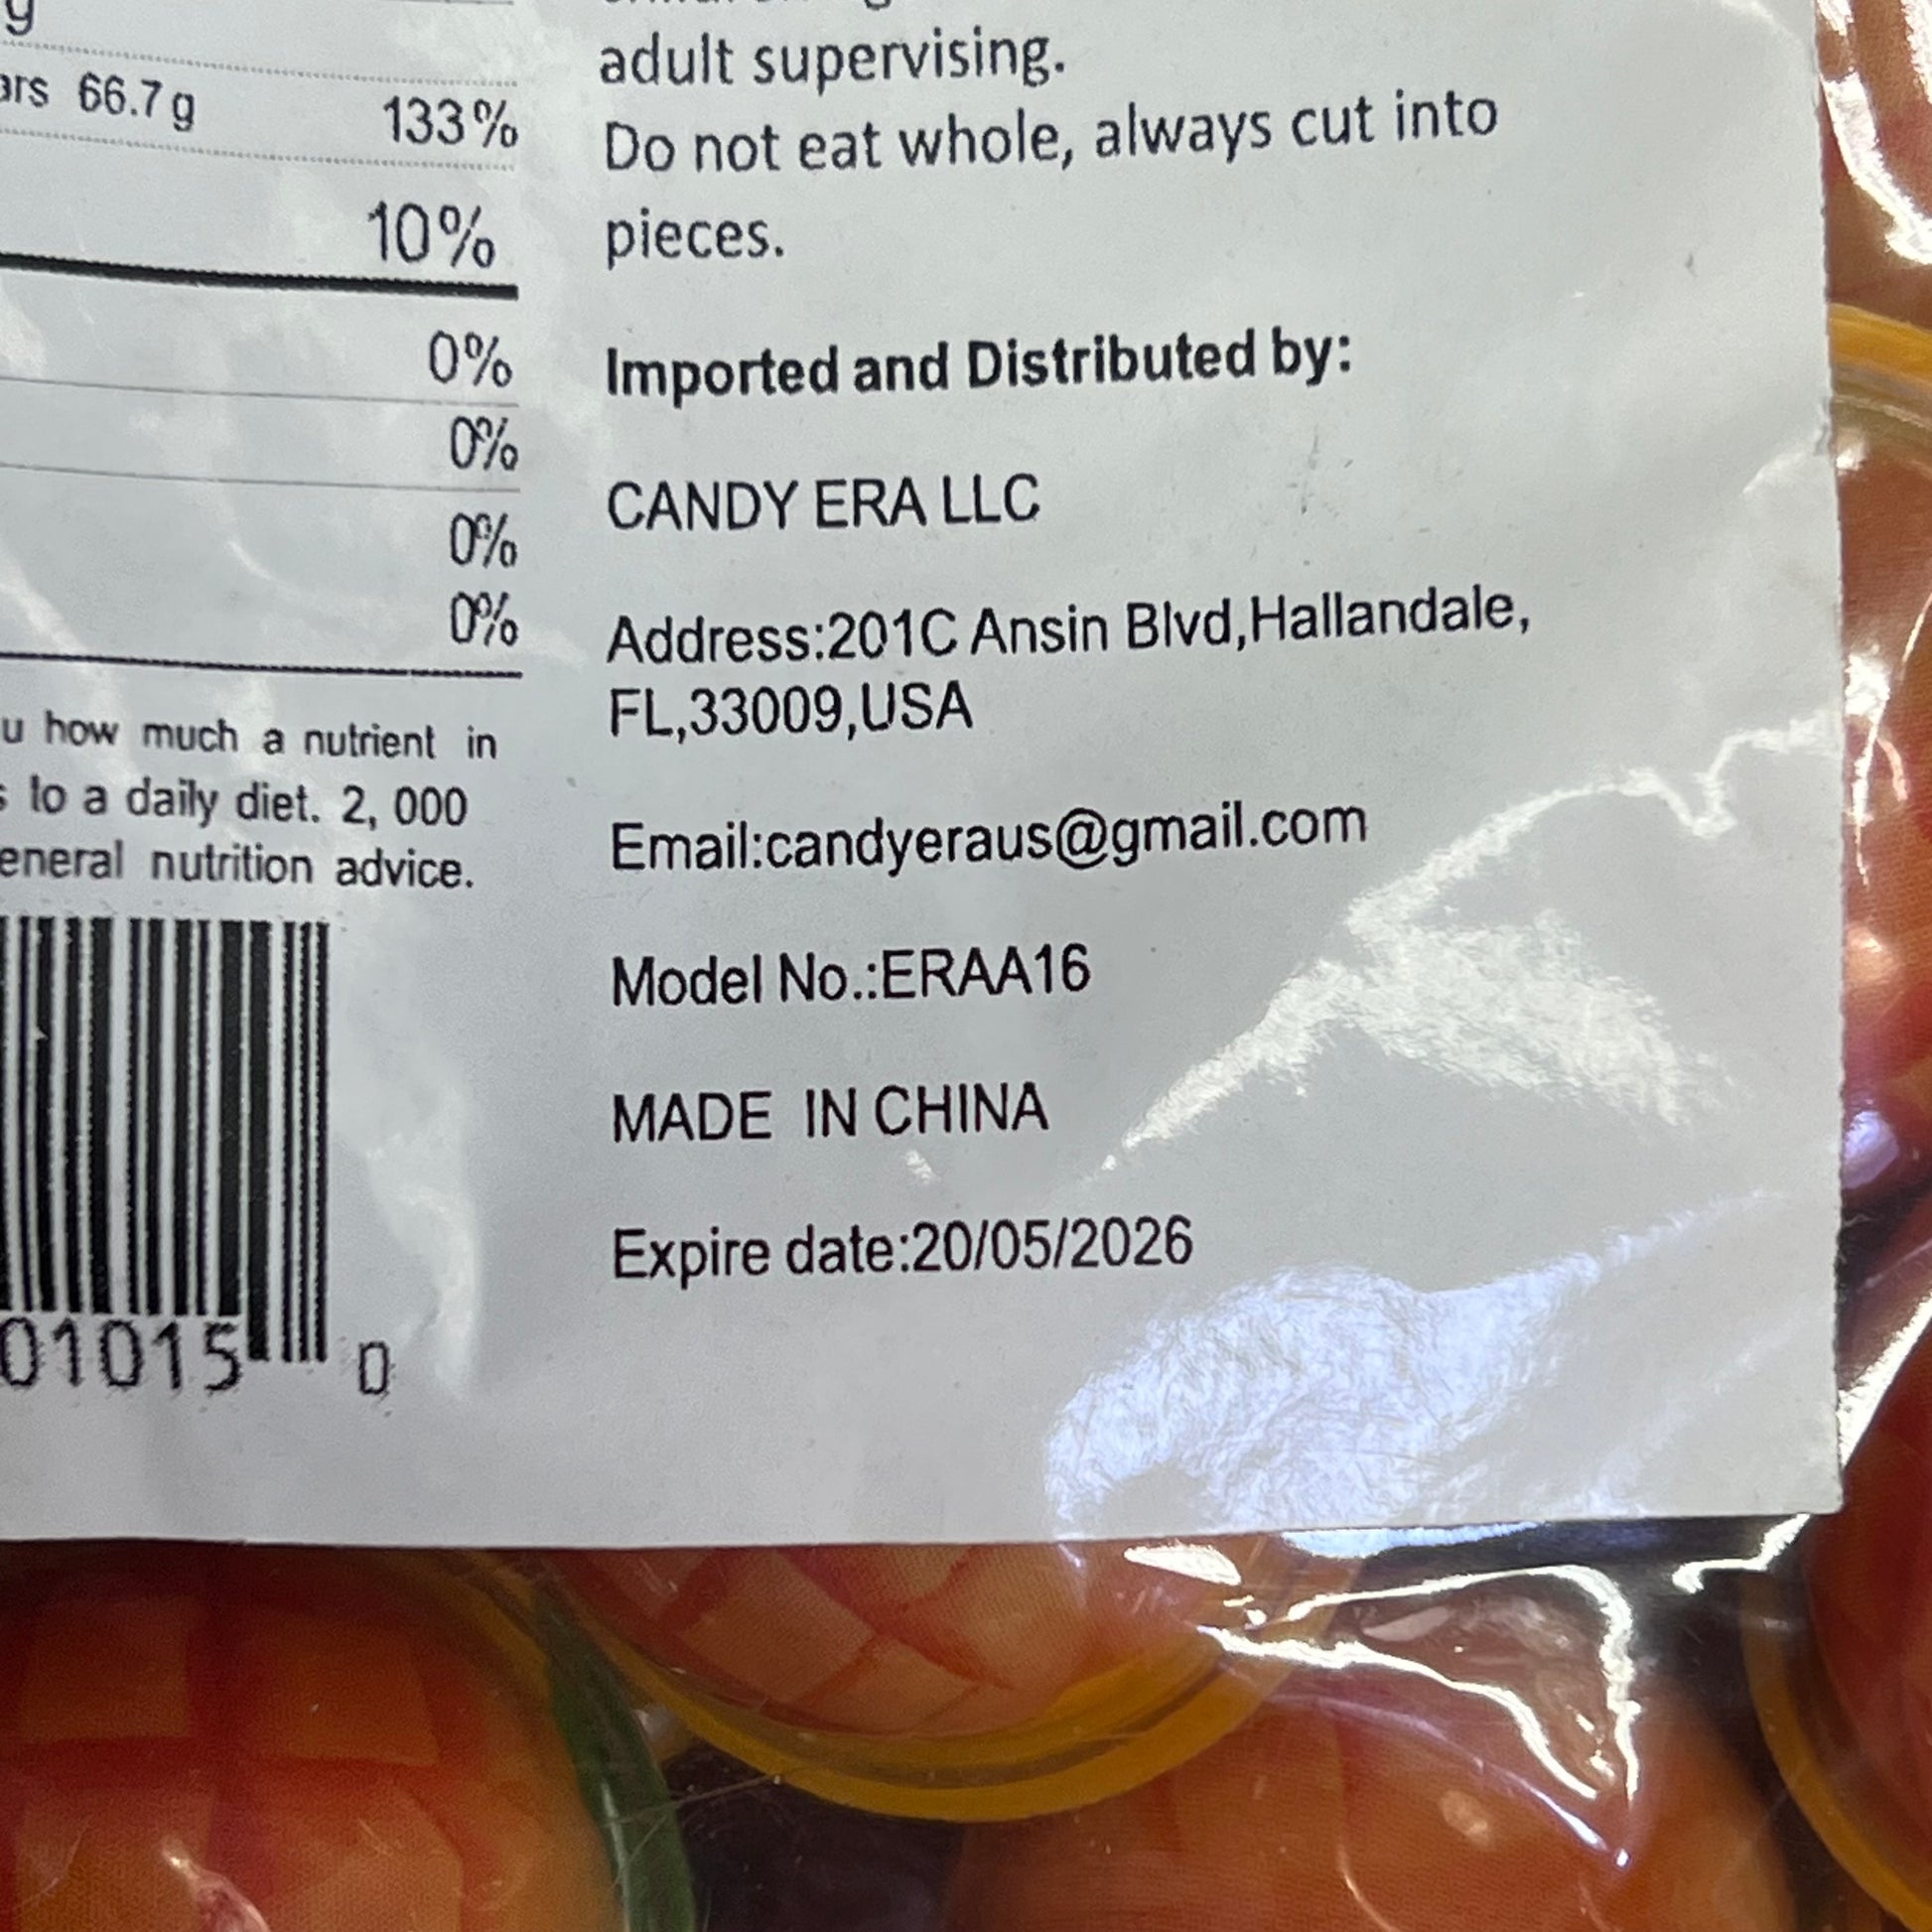 g
ars 66.7 g 133%
10%
0%
0%
0%
0%
u how much a nutrient in
s to a daily diet. 2, 000
eneral nutrition advice.
01015 0
adult supervising.
Do not eat whole, always cut into
pieces.
Imported and Distributed by:
CANDY ERA LLC
Address:201C Ansin Blvd,Hallandale,
FL,33009,USA
Email:candyeraus@gmail.com
Model No.:ERAA16
MADE IN CHINA
Expire date:20/05/2026